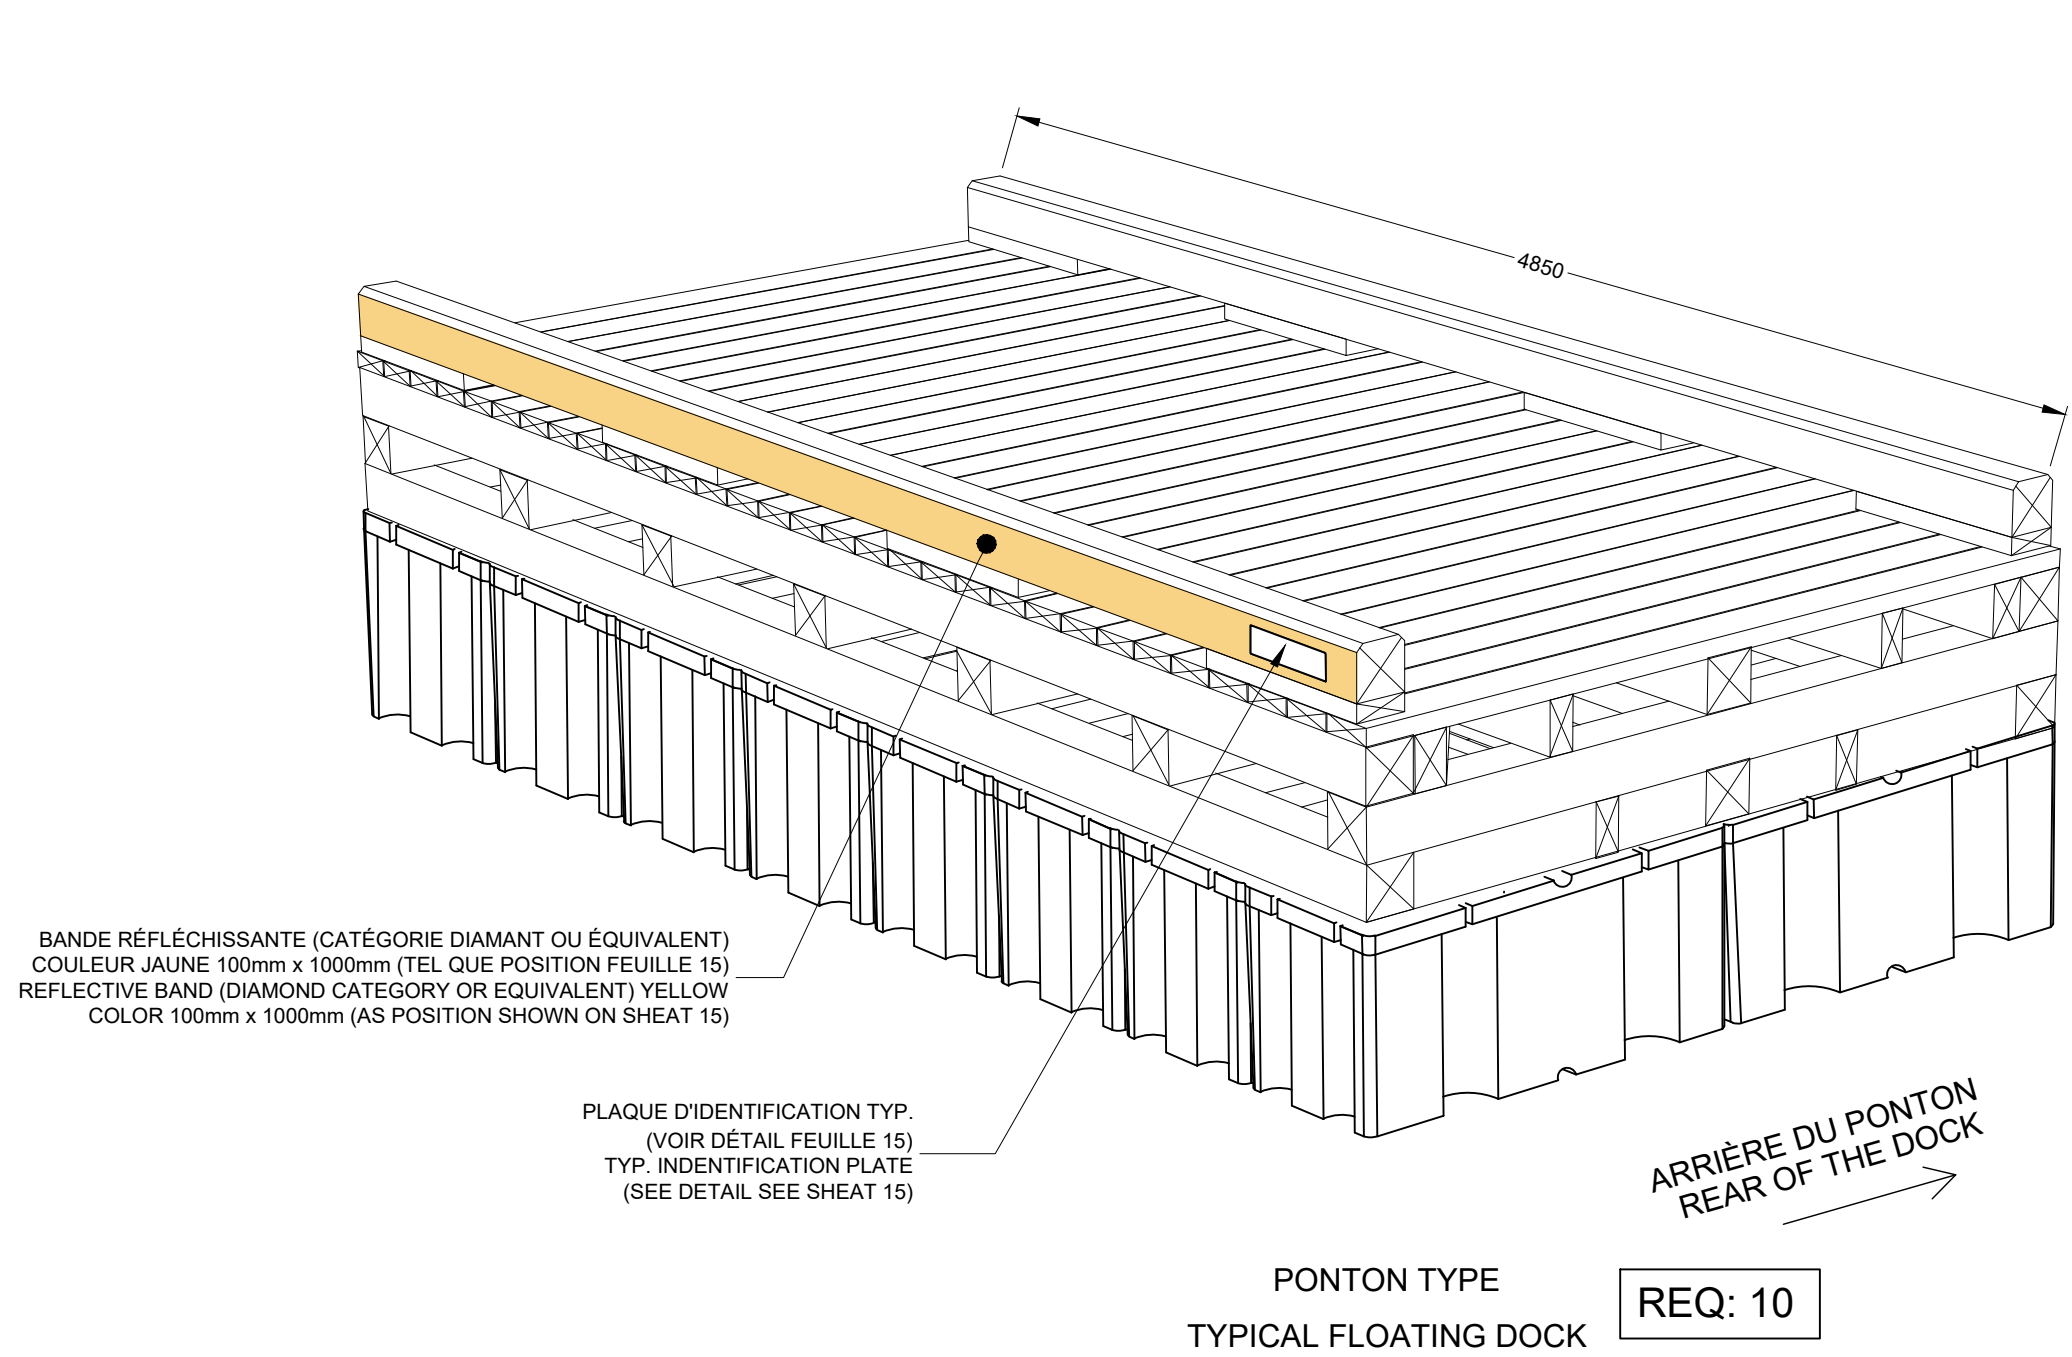 4850
BANDE RÉFLÉCHISSANTE (CATÉGORIE DIAMANT OU ÉQUIVALENT)
COULEUR JAUNE 100mm x 1000mm (TEL QUE POSITION FEUILLE 15)
REFLECTIVE BAND (DIAMOND CATEGORY OR EQUIVALENT) YELLOW
COLOR 100mm x 1000mm (AS POSITION SHOWN ON SHEAT 15)
PLAQUE D'IDENTIFICATION TYP.
(VOIR DÉTAIL FEUILLE 15)
TYP. INDENTIFICATION PLATE
(SEE DETAIL SEE SHEAT 15)
ARRIÈRE DU PONTON
REAR OF THE DOCK
PONTON TYPE
TYPICAL FLOATING DOCK
REQ: 10